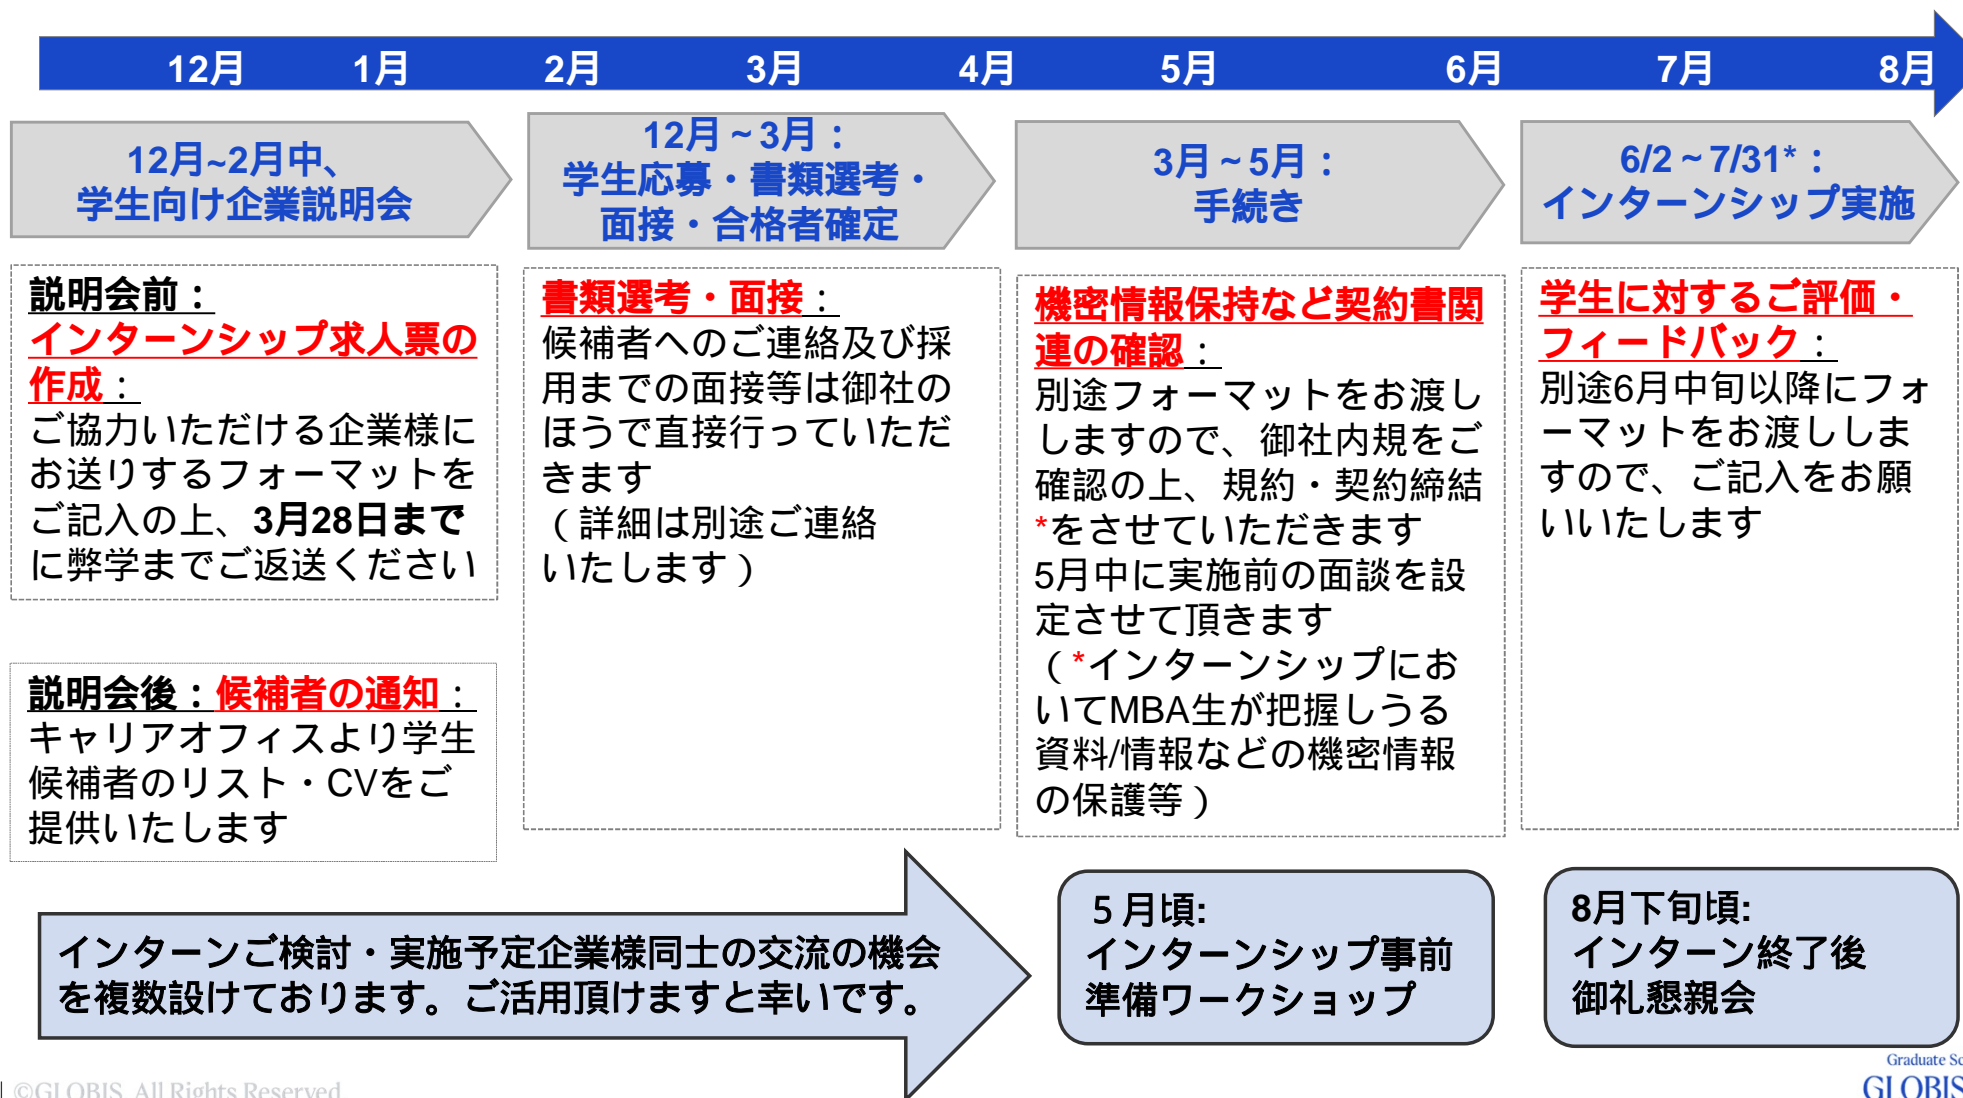 12月 1月 2月 3月 4月 5月 6月 7月 8月
12月~2月中、
学生向け企業説明会
12月～3月：
学生応募・書類選考・
面接・合格者確定
3月～5月：
手続き
6/2～7/31*：
インターンシップ実施
説明会前：
インターンシップ求人票の
作成：
ご協力いただける企業様に
お送りするフォーマットを
ご記入の上、3月28日まで
に弊学までご返送ください
説明会後：候補者の通知：
キャリアオフィスより学生
候補者のリスト・CVをご
提供いたします
書類選考・面接：
候補者へのご連絡及び採
用までの面接等は御社の
ほうで直接行っていただ
きます
（詳細は別途ご連絡
いたします）
機密情報保持など契約書関
連の確認：
別途フォーマットをお渡し
しますので、御社内規をご
確認の上、規約・契約締結
*をさせていただきます
5月中に実施前の面談を設
定させて頂きます
（*インターンシップにお
いてMBA生が把握しうる
資料/情報などの機密情報
の保護等）
学生に対するご評価・
フィードバック：
別途6月中旬以降にフォ
ーマットをお渡ししま
すので、ご記入をお願
いいたします
インターンご検討・実施予定企業様同士の交流の機会
を複数設けております。ご活用頂けますと幸いです。
５月頃:
インターンシップ事前
準備ワークショップ
8月下旬頃:
インターン終了後
御礼懇親会
| ©GLOBIS. All Rights Reserved
Graduate Sc
GLOBIS